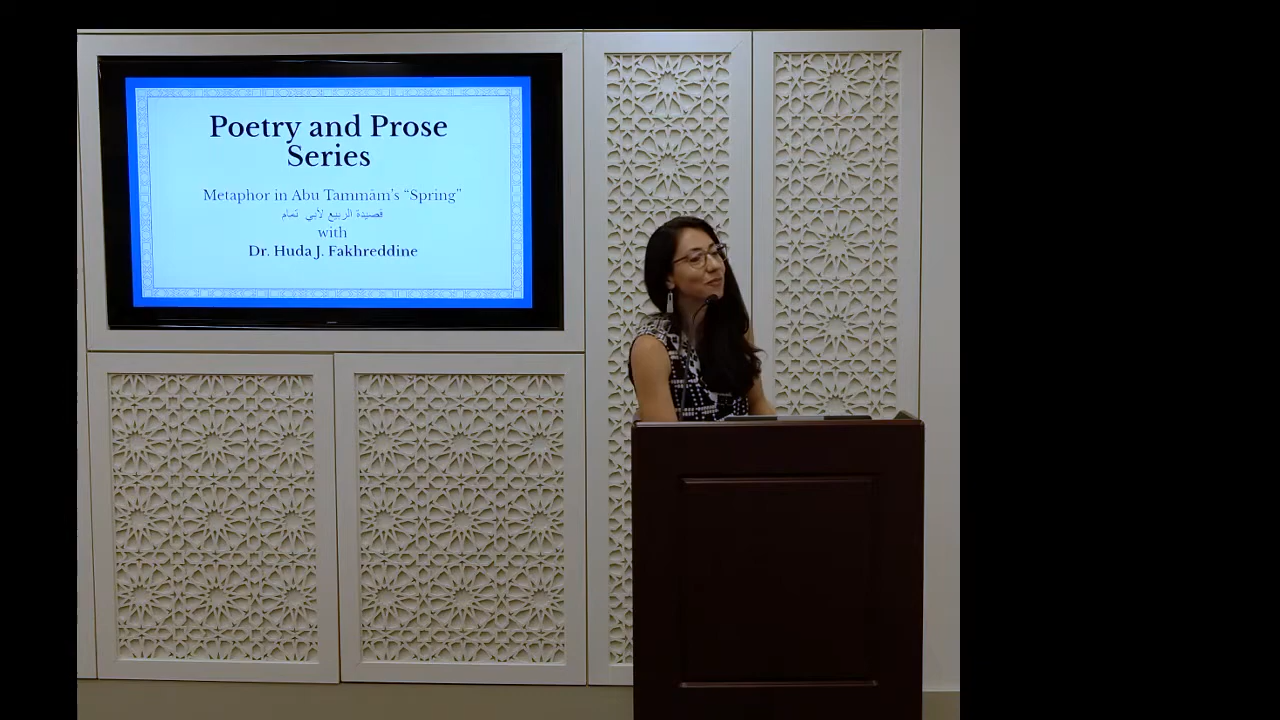 Poetry and Prose
Series
Metaphor in Abu Tammām's “Spring”
قصيدة الربيع لأبي تمام
with
Dr. Huda J. Fakhreddine